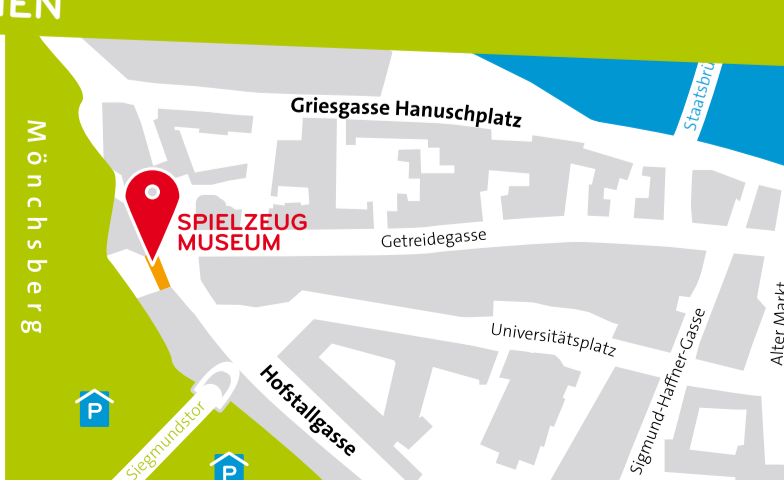 Griesgasse Hanuschplatz
Mönchsberg
SPIELZEUG
MUSEUM
Getreidegasse
Universitätsplatz
Sigmund-Haffner-Gasse
Alter Markt
Hofstallgasse
Siegmundstor
P
P